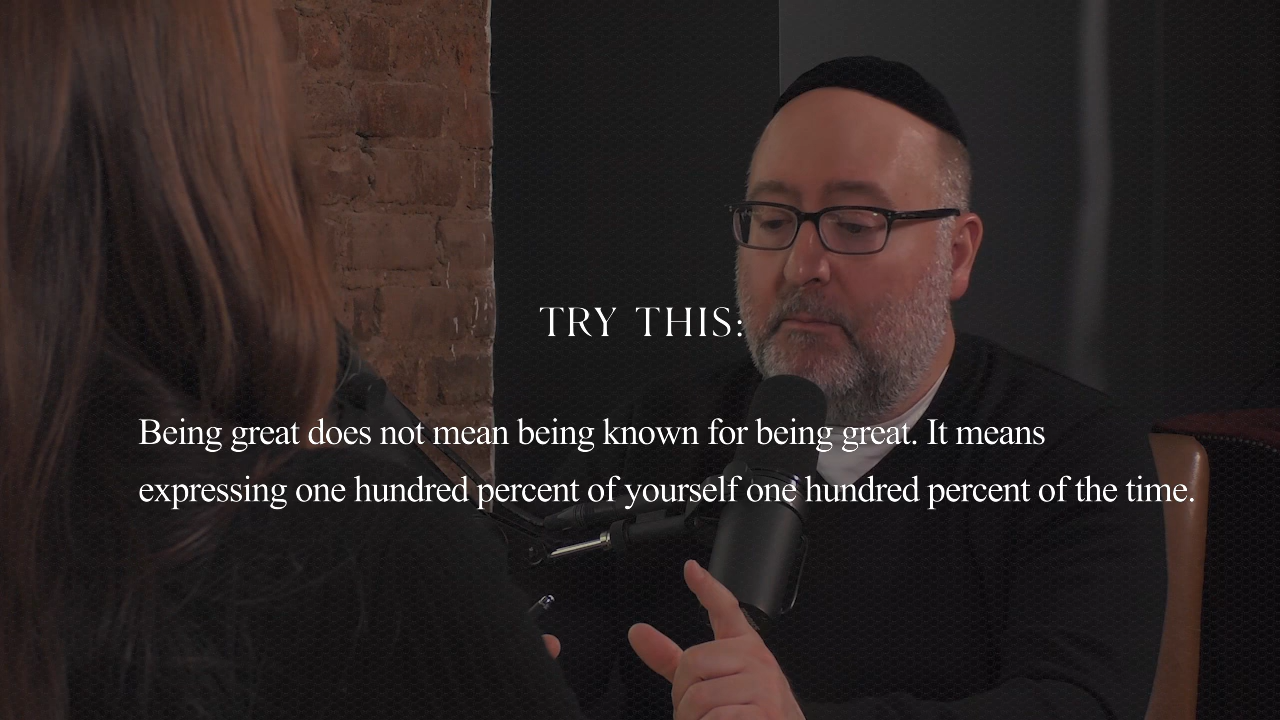 TRY THIS:
Being great does not mean being known for being great. It means
expressing one hundred percent of yourself one hundred percent of the time.